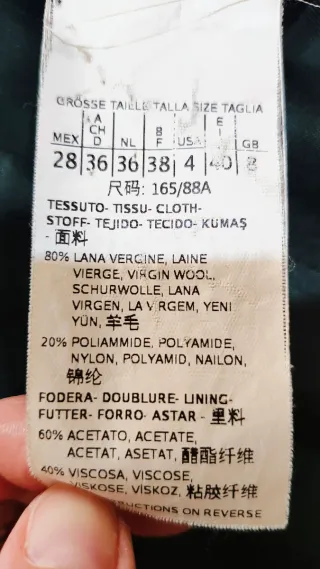 GRÖSSE TAILLE TALLA SIZE TAGLIA
MEX A CH D NL B F USA E I GB
28 36 36 38 4 40 8
尺码: 165/88A
TESSUTO- TISSU- CLOTH-
STOFF- TEJIDO- TECIDO- KUMAŞ
- 面料
80% LANA VERGINE, LAINE
VIERGE, VIRGIN WOOL,
SCHURWOLLE, LANA
VIRGEN, LA VRGEM, YENI
YÜN, 羊毛
20% POLIAMMIDE, POLYAMIDE,
NYLON, POLYAMID, NAILON,
锦纶
FODERA- DOUBLURE- LINING-
FUTTER- FORRO- ASTAR - 里料
60% ACETATO, ACETATE,
ACETAT, ASETAT, 醋酯纤维
40% VISCOSA, VISCOSE,
VISKOSE, VİSKOZ, 粘胶纤维
INSTRUCTIONS ON REVERSE